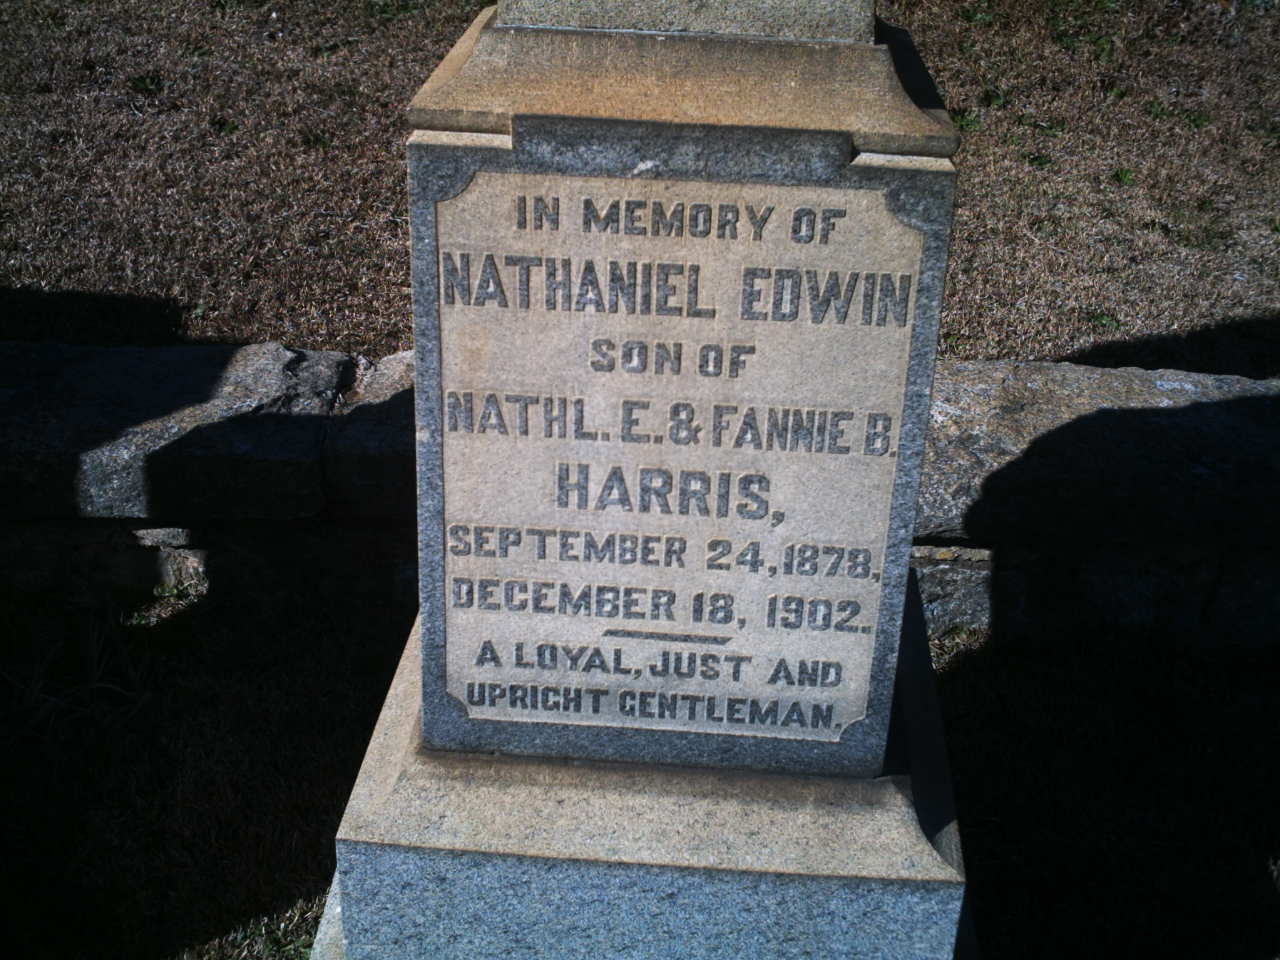 IN MEMORY OF
NATHANIEL EDWIN
SON OF
NATHL. E. & FANNIE B.
HARRIS,
SEPTEMBER 24, 1878,
DECEMBER 18, 1902.
A LOYAL, JUST AND
UPRIGHT GENTLEMAN.